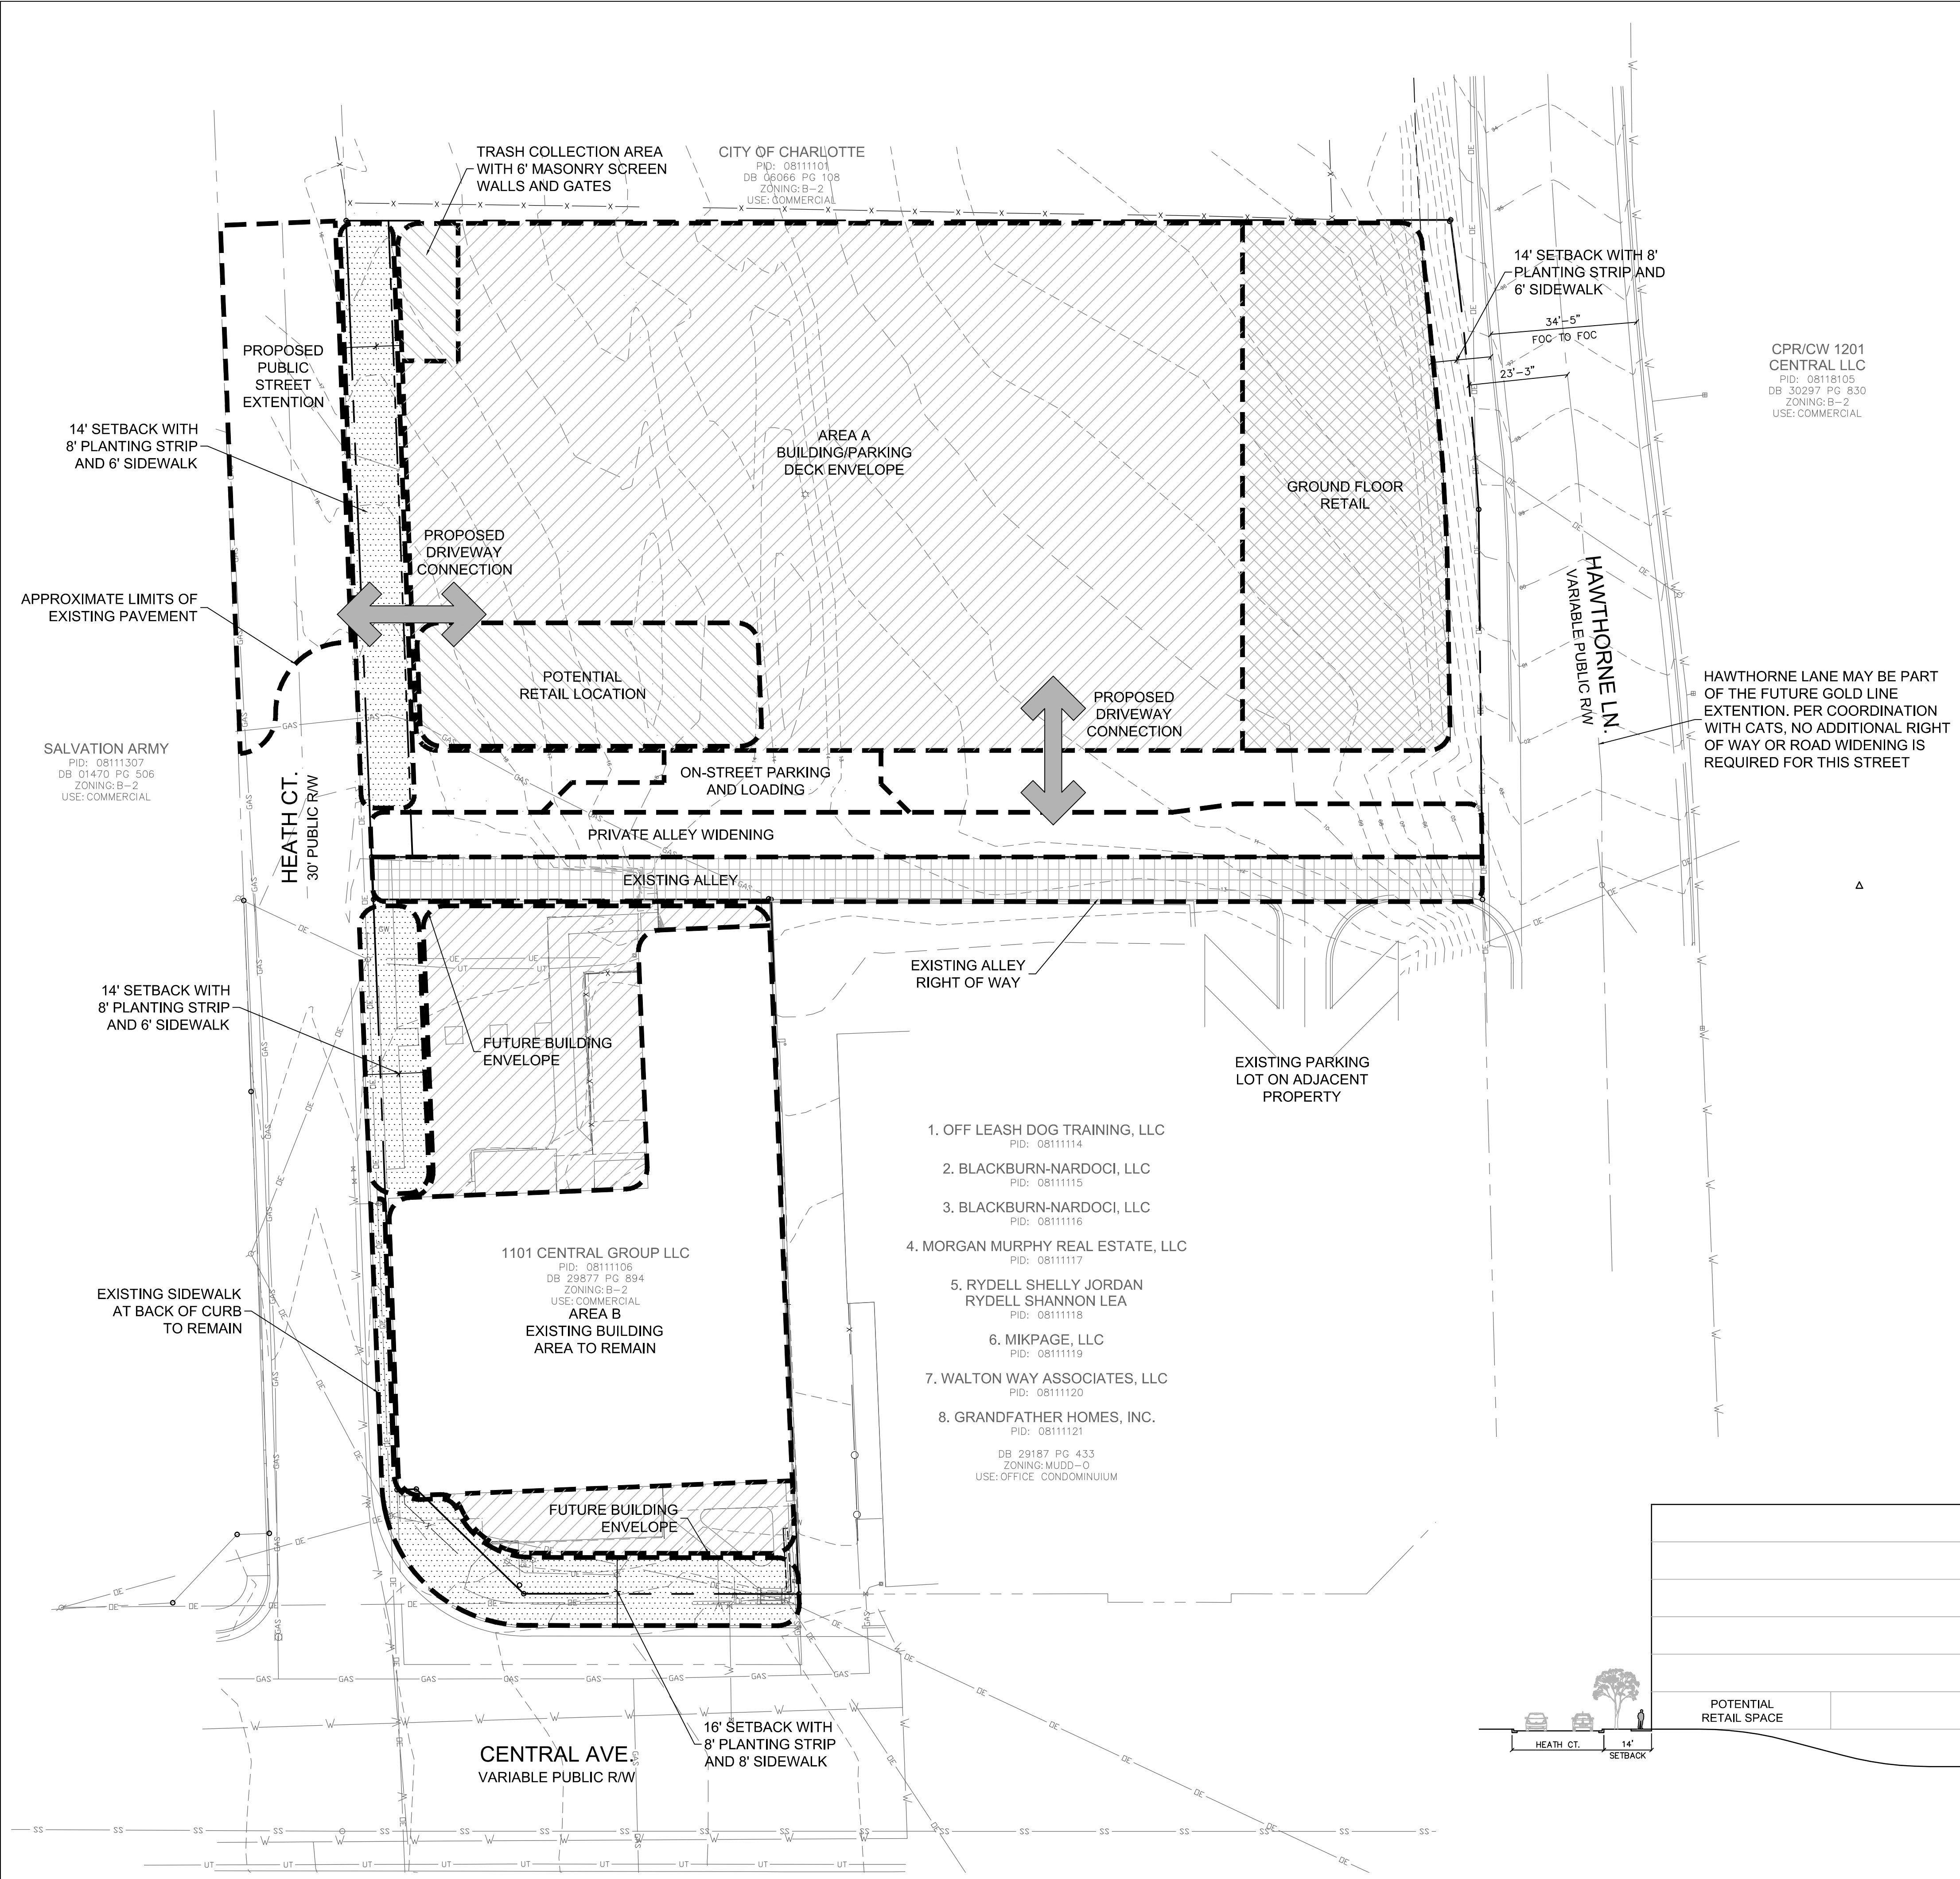 TRASH COLLECTION AREA
WITH 6' MASONRY SCREEN
WALLS AND GATES
CITY OF CHARLOTTE
PID: 08111101
DB 06066 PG 108
ZONING: B-2
USE: COMMERCIAL
14' SETBACK WITH 8'
PLANTING STRIP AND
6' SIDEWALK
34'-5"
FOC TO FOC
23'-3"
CPR/CW 1201
CENTRAL LLC
PID: 08118105
DB 30297 PG 830
ZONING: B-2
USE: COMMERCIAL
PROPOSED
PUBLIC
STREET
EXTENTION
14' SETBACK WITH
8' PLANTING STRIP
AND 6' SIDEWALK
AREA A
BUILDING/PARKING
DECK ENVELOPE
GROUND FLOOR
RETAIL
PROPOSED
DRIVEWAY
CONNECTION
APPROXIMATE LIMITS OF
EXISTING PAVEMENT
POTENTIAL
RETAIL LOCATION
PROPOSED
DRIVEWAY
CONNECTION
HAWTHORNE LN.
VARIABLE PUBLIC R/W
HAWTHORNE LANE MAY BE PART
OF THE FUTURE GOLD LINE
EXTENTION. PER COORDINATION
WITH CATS, NO ADDITIONAL RIGHT
OF WAY OR ROAD WIDENING IS
REQUIRED FOR THIS STREET
SALVATION ARMY
PID: 08111307
DB 01470 PG 506
ZONING: B-2
USE: COMMERCIAL
HEATH CT.
30' PUBLIC R/W
ON-STREET PARKING
AND LOADING
PRIVATE ALLEY WIDENING
EXISTING ALLEY
EXISTING ALLEY
RIGHT OF WAY
14' SETBACK WITH
8' PLANTING STRIP
AND 6' SIDEWALK
FUTURE BUILDING
ENVELOPE
EXISTING PARKING
LOT ON ADJACENT
PROPERTY
1. OFF LEASH DOG TRAINING, LLC
PID: 08111114
2. BLACKBURN-NARDOCI, LLC
PID: 08111115
3. BLACKBURN-NARDOCI, LLC
PID: 08111116
4. MORGAN MURPHY REAL ESTATE, LLC
PID: 08111117
5. RYDELL SHELLY JORDAN
RYDELL SHANNON LEA
PID: 08111118
6. MIKPAGE, LLC
PID: 08111119
7. WALTON WAY ASSOCIATES, LLC
PID: 08111120
8. GRANDFATHER HOMES, INC.
PID: 08111121
DB 29187 PG 433
ZONING: MUDD-O
USE: OFFICE CONDOMINUIUM
1101 CENTRAL GROUP LLC
PID: 08111106
DB 29877 PG 894
ZONING: B-2
USE: COMMERCIAL
AREA B
EXISTING BUILDING
AREA TO REMAIN
EXISTING SIDEWALK
AT BACK OF CURB
TO REMAIN
FUTURE BUILDING
ENVELOPE
16' SETBACK WITH
8' PLANTING STRIP
AND 8' SIDEWALK
CENTRAL AVE.
VARIABLE PUBLIC R/W
POTENTIAL
RETAIL SPACE
HEATH CT.
14'
SETBACK